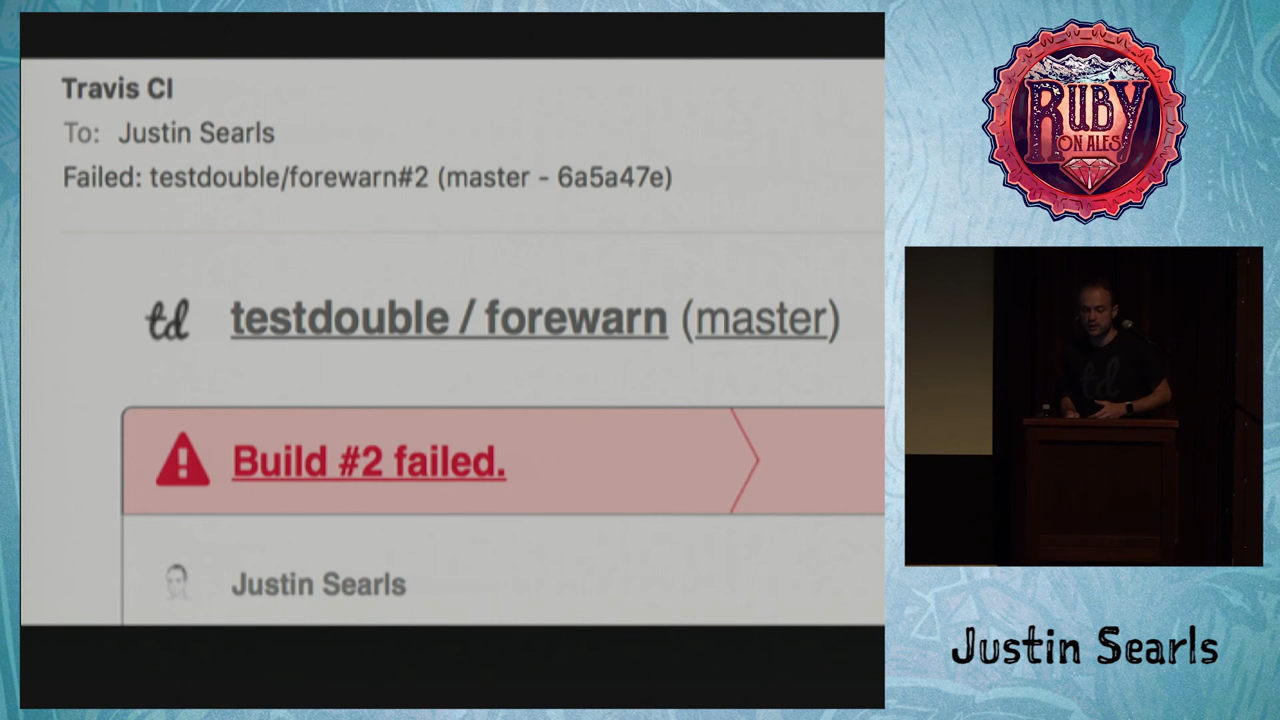 Travis CI
To: Justin Searls
Failed: testdouble/forewarn#2 (master - 6a5a47e)
td testdouble / forewarn (master)
Build #2 failed.
Justin Searls
RUBY
ON ALES
td
Justin Searls